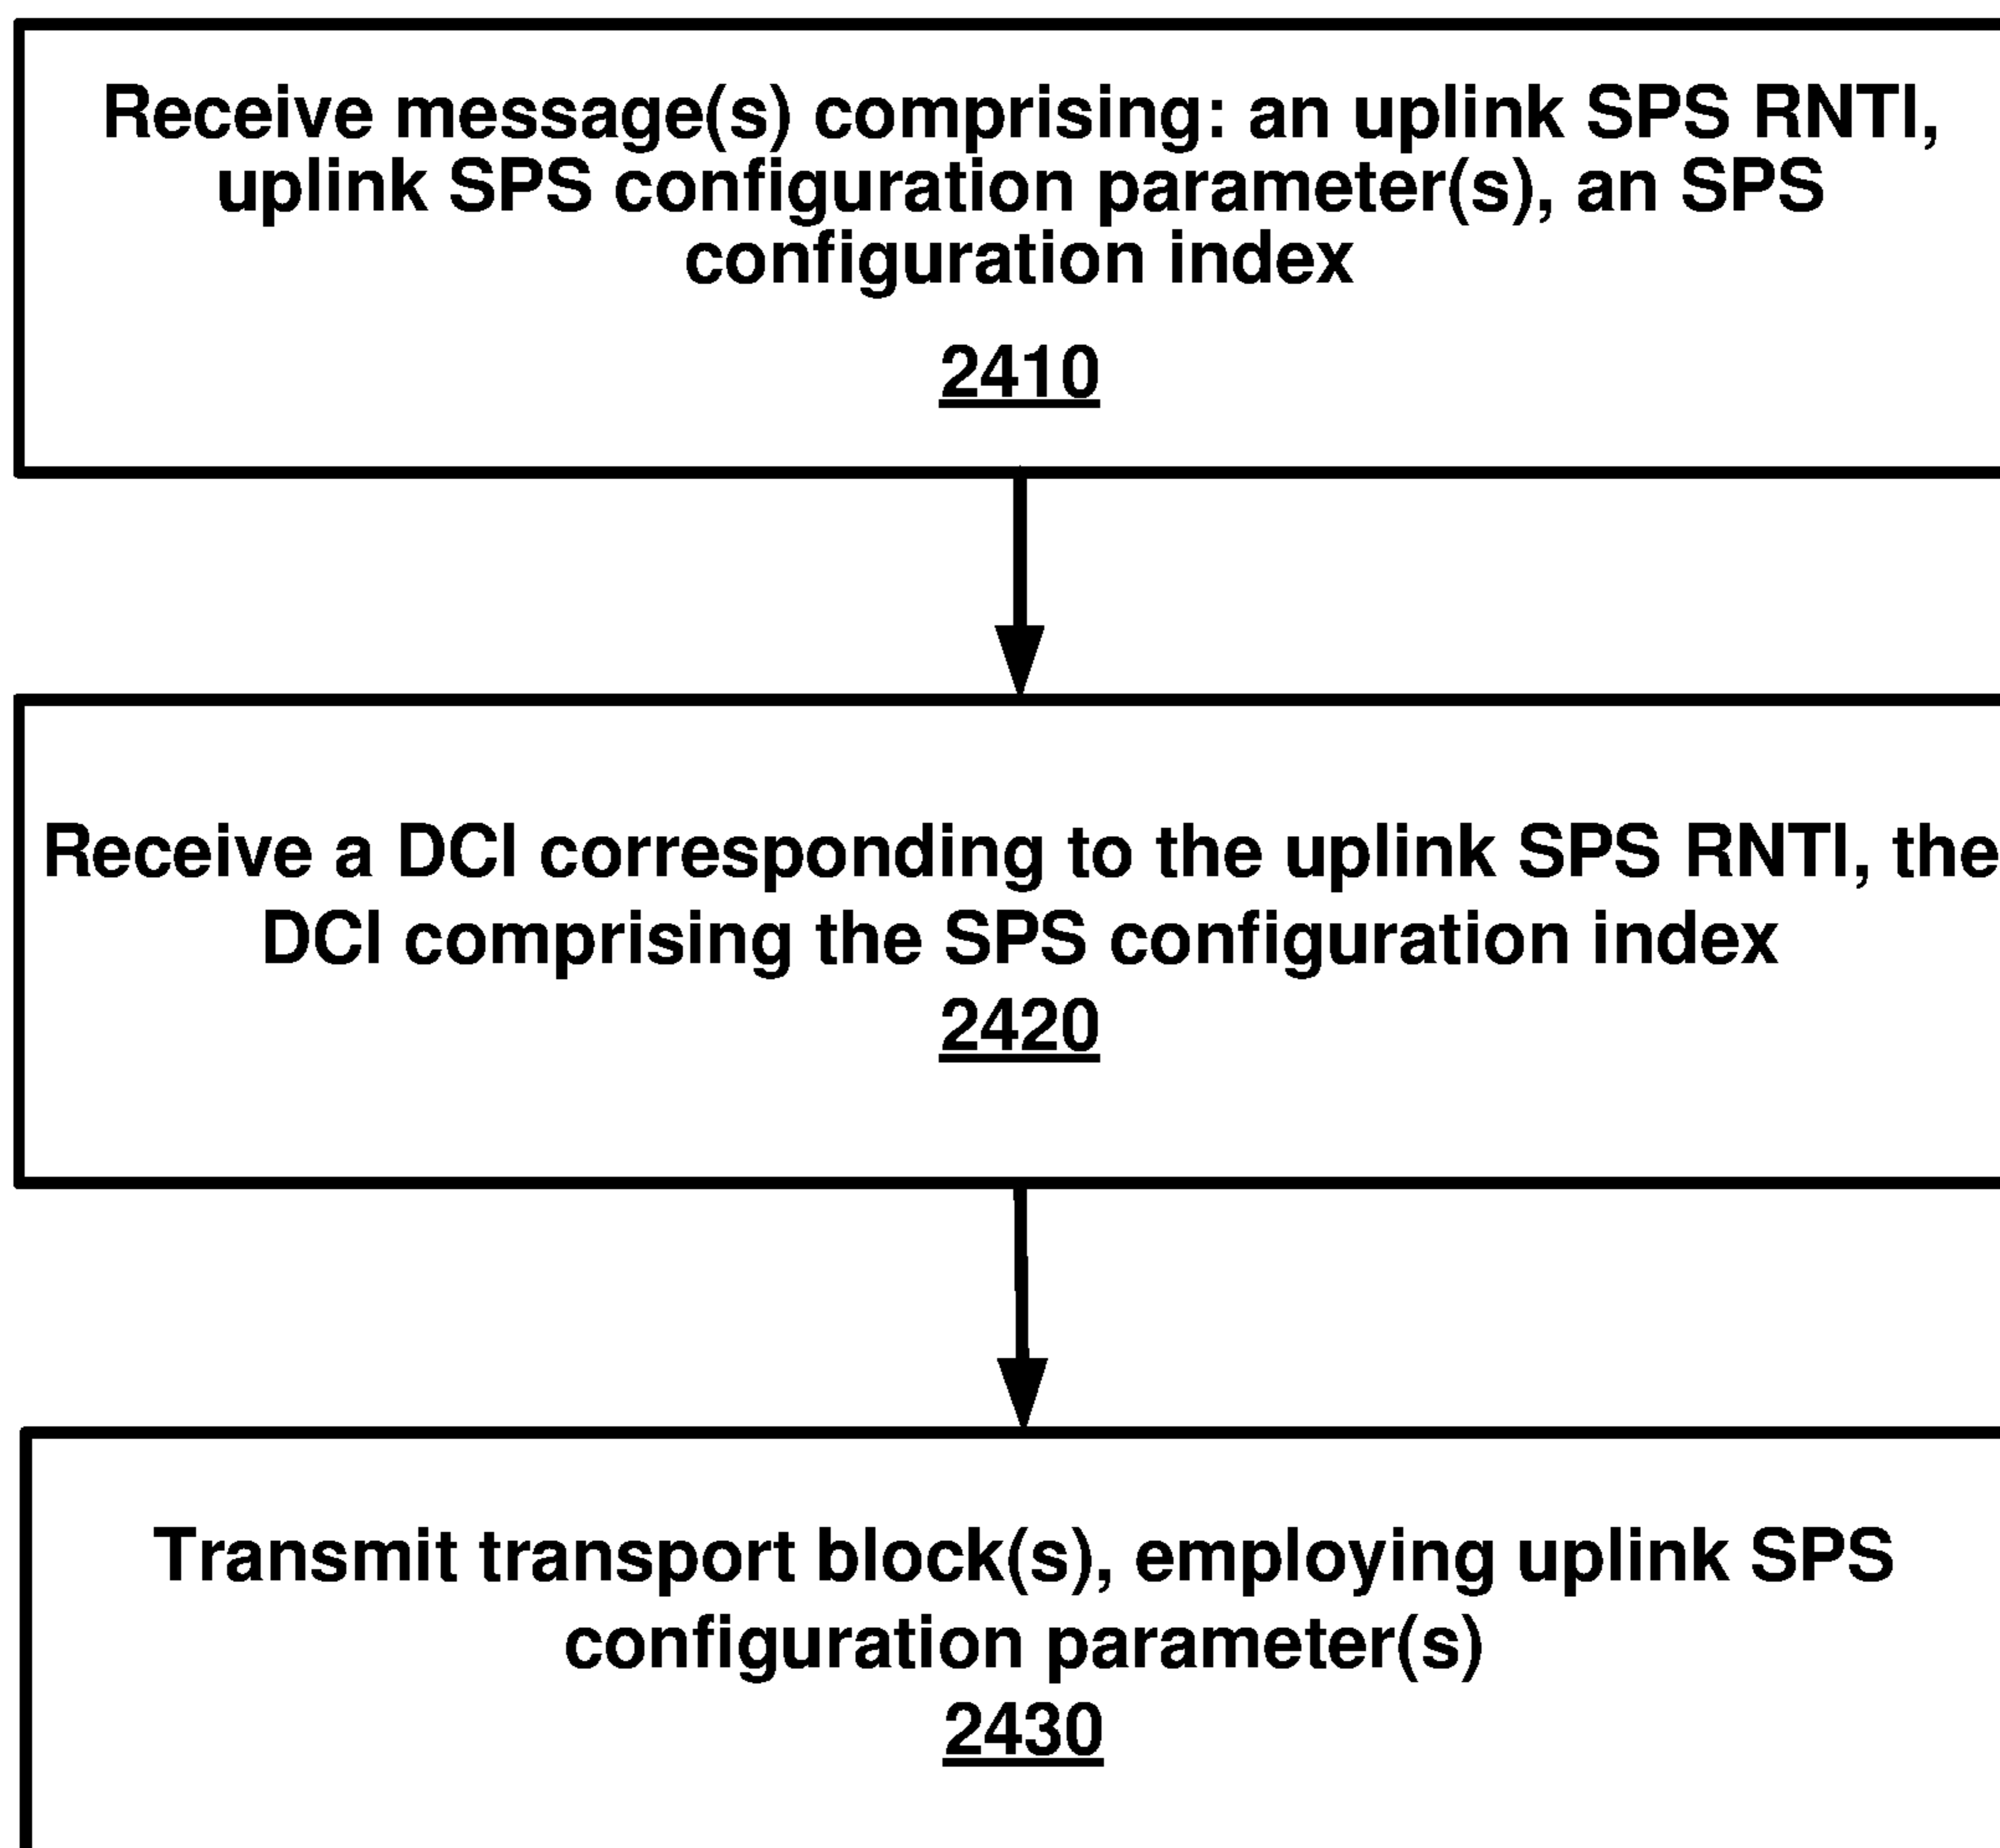 Receive message(s) comprising: an uplink SPS RNTI,
uplink SPS configuration parameter(s), an SPS
configuration index
2410
Receive a DCI corresponding to the uplink SPS RNTI, the
DCI comprising the SPS configuration index
2420
Transmit transport block(s), employing uplink SPS
configuration parameter(s)
2430